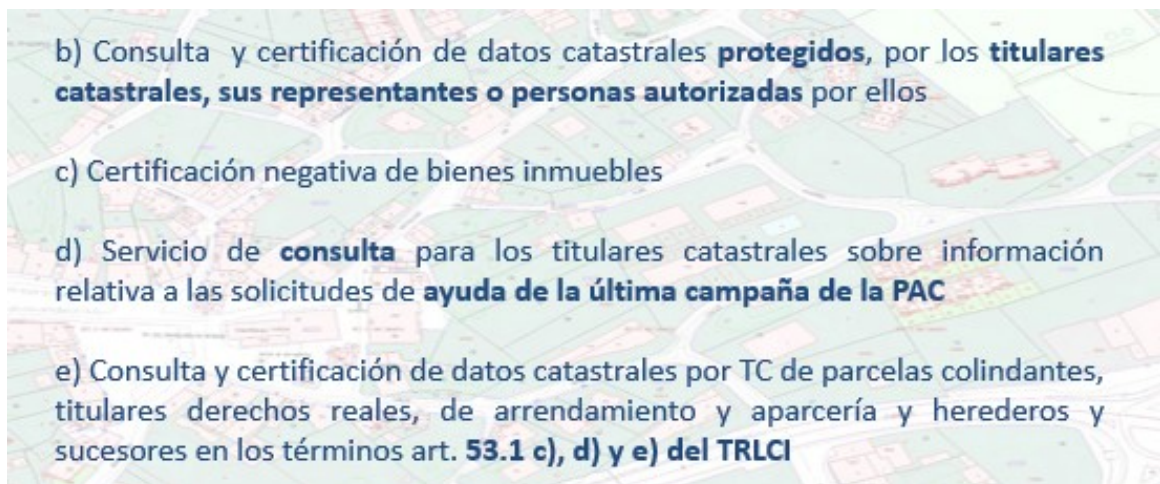 b) Consulta y certificación de datos catastrales protegidos, por los titulares
catastrales, sus representantes o personas autorizadas por ellos
c) Certificación negativa de bienes inmuebles
d) Servicio de consulta para los titulares catastrales sobre información
relativa a las solicitudes de ayuda de la última campaña de la PAC
e) Consulta y certificación de datos catastrales por TC de parcelas colindantes,
titulares derechos reales, de arrendamiento y aparcería y herederos y
sucesores en los términos art. 53.1 c), d) y e) del TRLCI